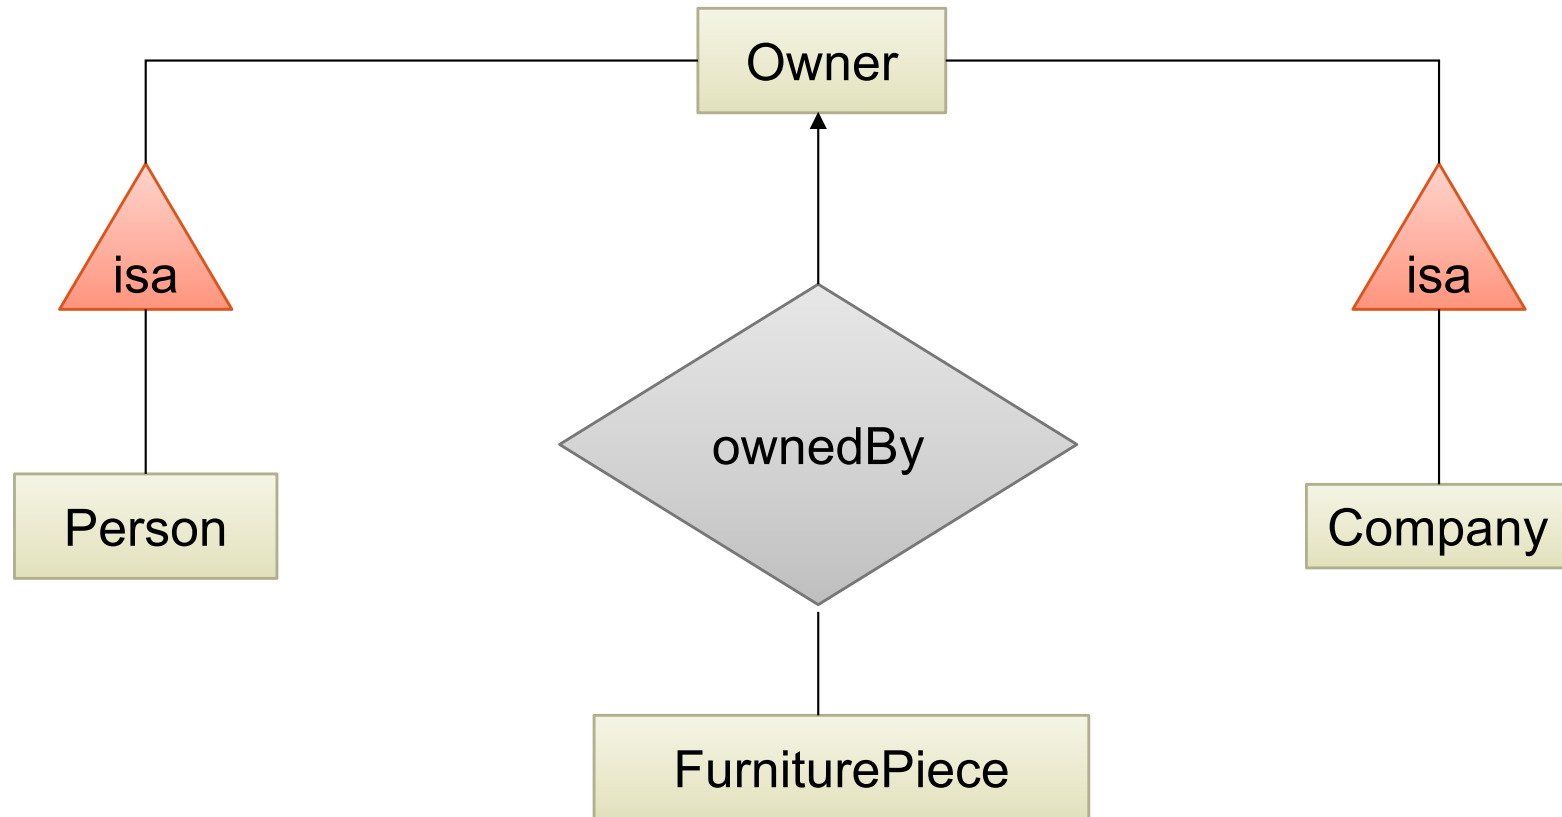 Owner
isa
isa
ownedBy
Person
Company
FurniturePiece